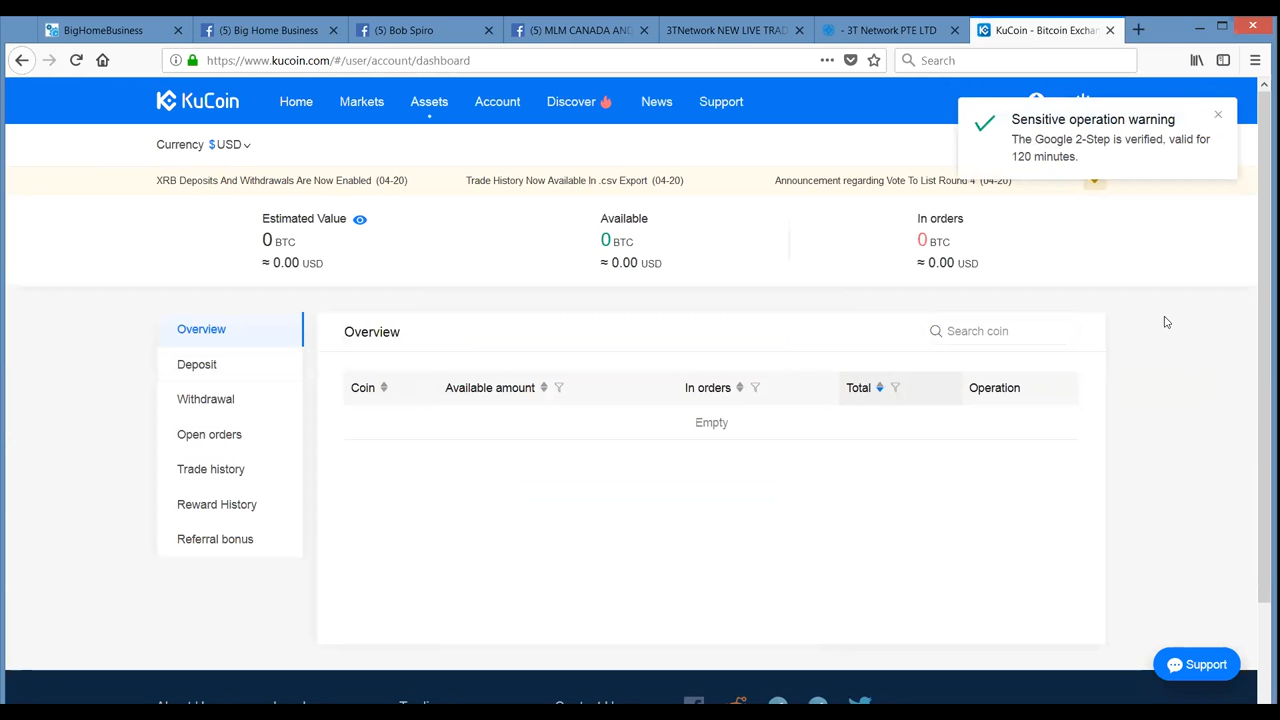 BigHomeBusiness
(5) Big Home Business
(5) Bob Spiro
(5) MLM CANADA AND
3TNetwork NEW LIVE TRAD
- 3T Network PTE LTD
KuCoin - Bitcoin Exchan
https://www.kucoin.com/#/user/account/dashboard
Search
KuCoin
Home
Markets
Assets
Account
Discover
News
Support
Sensitive operation warning
The Google 2-Step is verified, valid for
120 minutes.
Currency $ USD
XRB Deposits And Withdrawals Are Now Enabled (04-20)
Trade History Now Available In .csv Export (04-20)
Announcement regarding Vote To List Round 4 (04-20)
Estimated Value
Available
In orders
0 BTC
0 BTC
0 BTC
≈ 0.00 USD
≈ 0.00 USD
≈ 0.00 USD
Overview
Deposit
Withdrawal
Open orders
Trade history
Reward History
Referral bonus
Overview
Search coin
Coin
Available amount
In orders
Total
Operation
Empty
Support